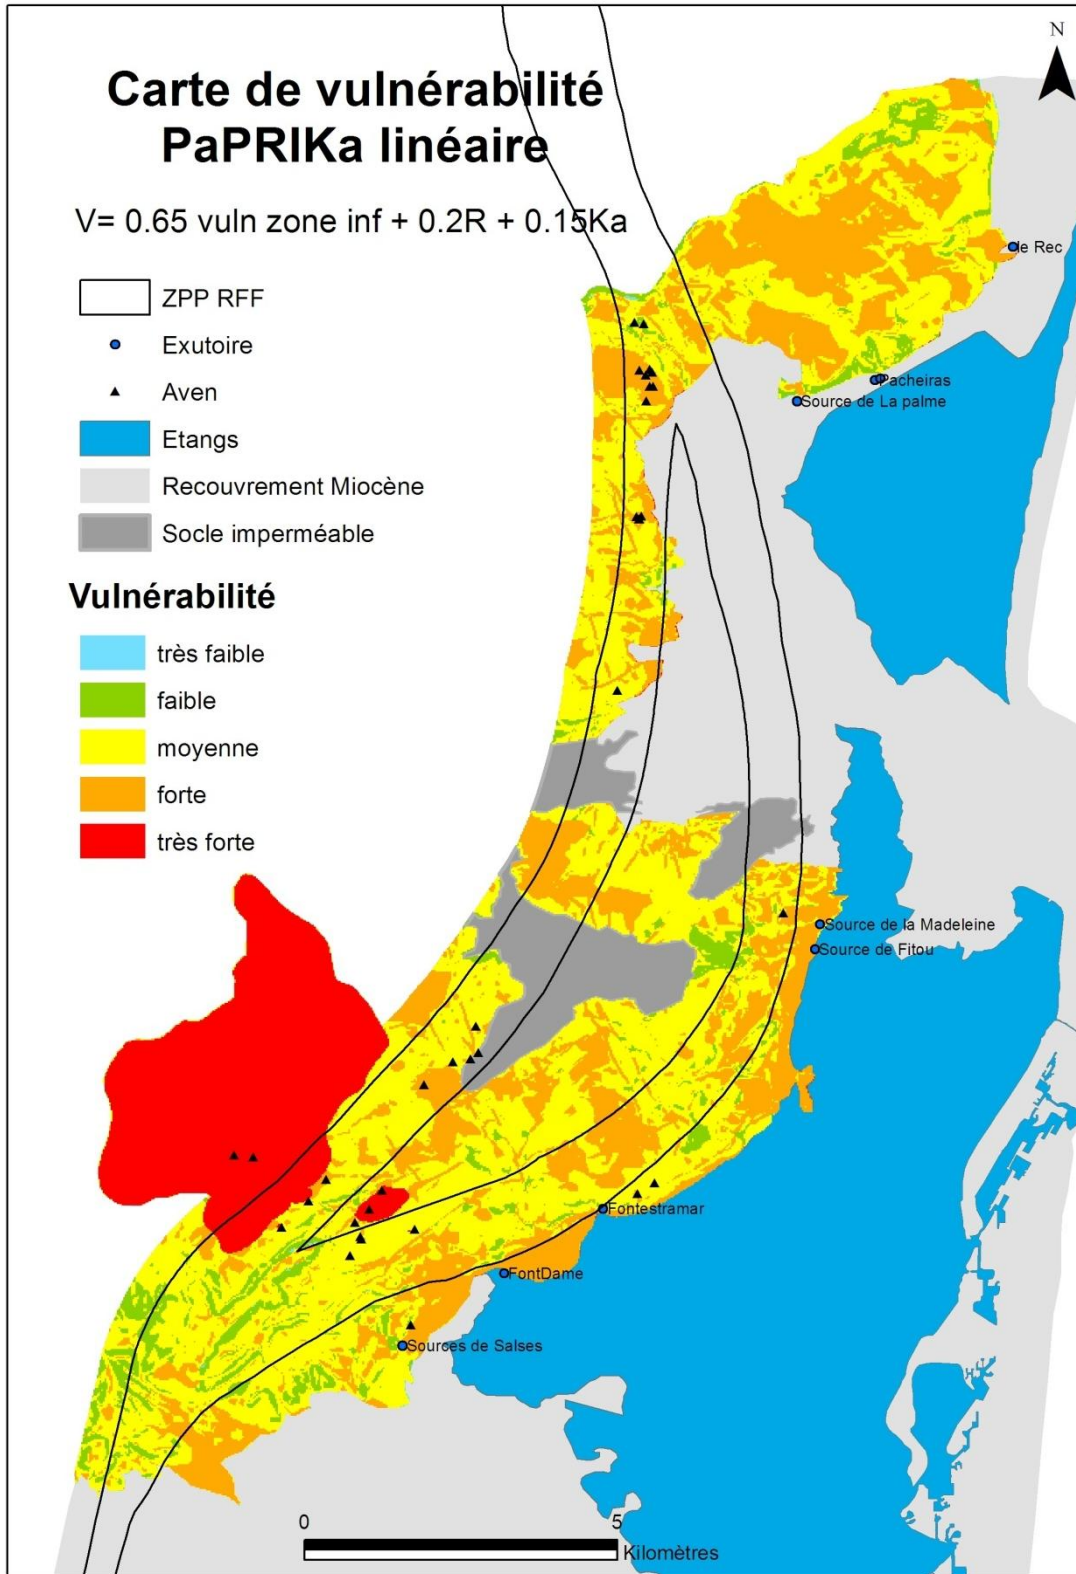 Carte de vulnérabilité
PaPRIKa linéaire
V= 0.65 vuln zone inf + 0.2R + 0.15Ka
ZPP RFF
Exutoire
Aven
Etangs
Recouvrement Miocène
Socle imperméable
Vulnérabilité
très faible
faible
moyenne
forte
très forte
N
le Rec
Pacheiras
Source de La palme
Source de la Madeleine
Source de Fitou
Fontestramar
FontDame
Sources de Salses
0 5
Kilomètres